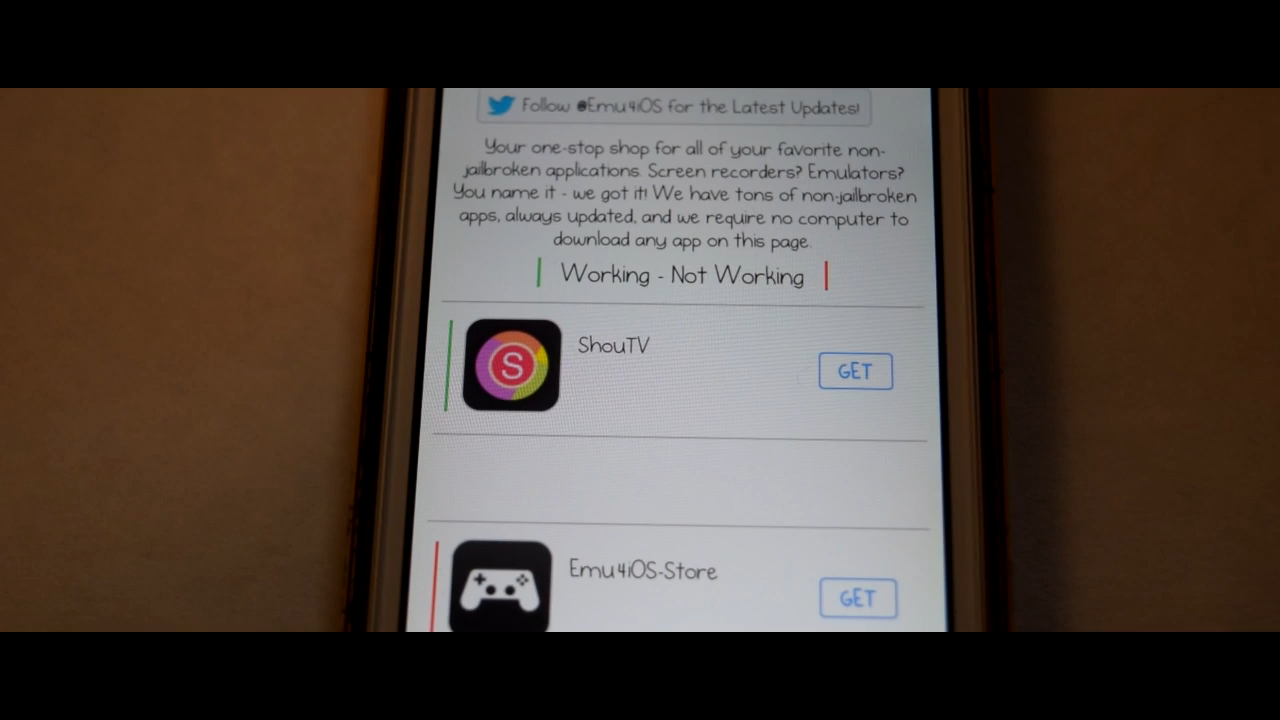 Follow @Emu4iOS for the Latest Updates!
Your one-stop shop for all of your favorite non-
jailbroken applications. Screen recorders? Emulators?
You name it - we got it! We have tons of non-jailbroken
apps, always updated, and we require no computer to
download any app on this page.
Working - Not Working
S
ShouTV
GET
Emu4iOS-Store
GET